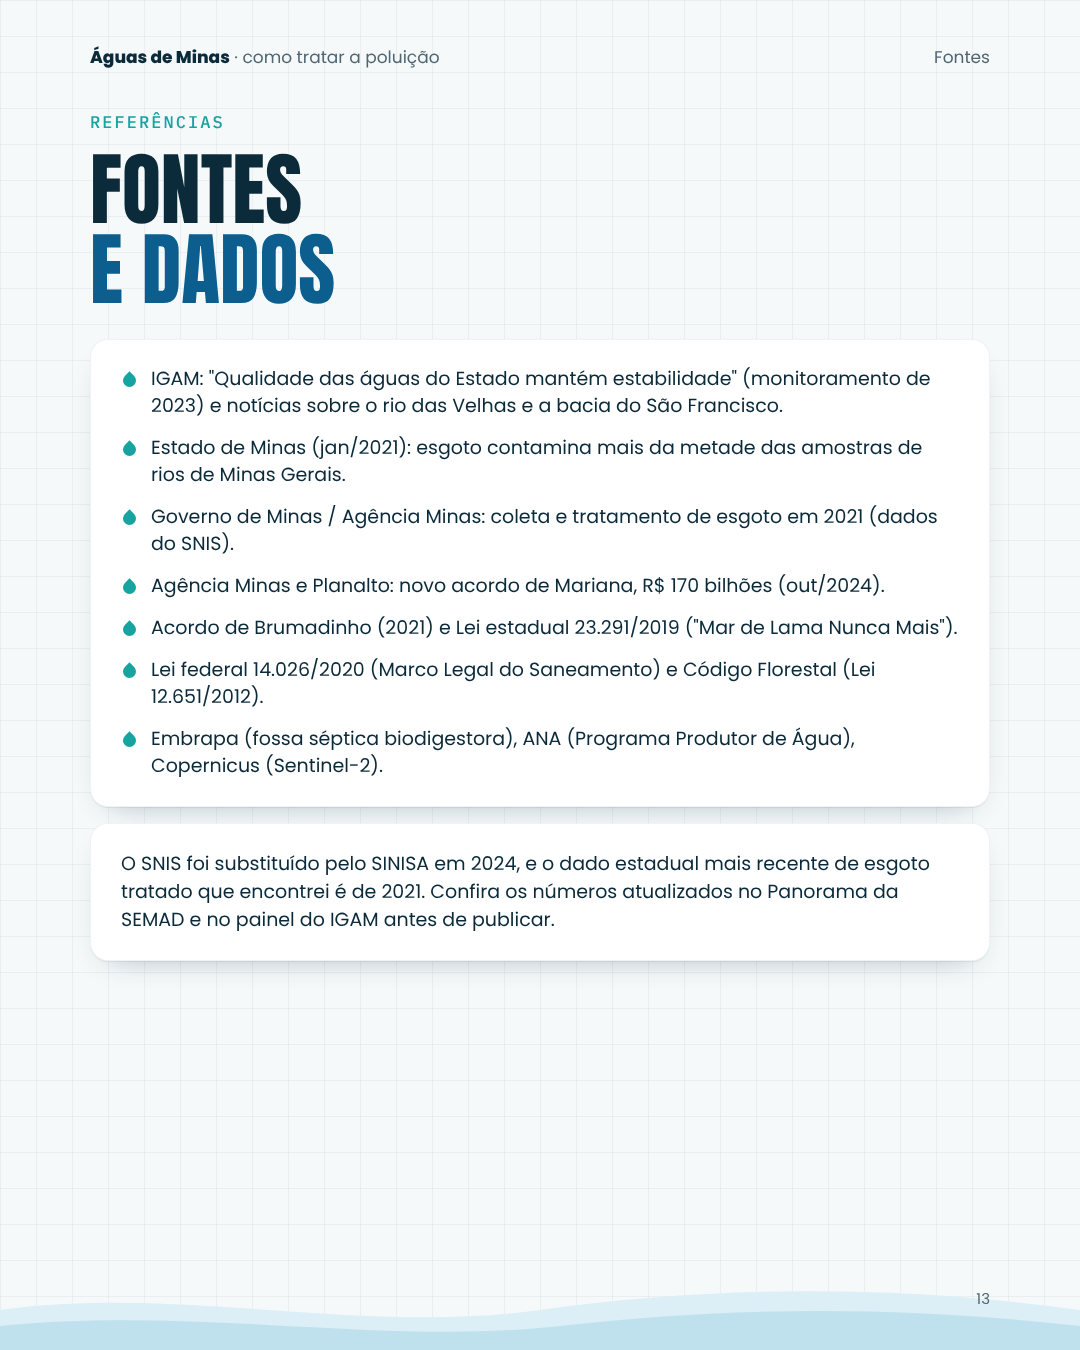 Águas de Minas · como tratar a poluição
Fontes
REFERÊNCIAS
FONTES
E DADOS
IGAM: "Qualidade das águas do Estado mantém estabilidade" (monitoramento de
2023) e notícias sobre o rio das Velhas e a bacia do São Francisco.
Estado de Minas (jan/2021): esgoto contamina mais da metade das amostras de
rios de Minas Gerais.
Governo de Minas / Agência Minas: coleta e tratamento de esgoto em 2021 (dados
do SNIS).
Agência Minas e Planalto: novo acordo de Mariana, R$ 170 bilhões (out/2024).
Acordo de Brumadinho (2021) e Lei estadual 23.291/2019 ("Mar de Lama Nunca Mais").
Lei federal 14.026/2020 (Marco Legal do Saneamento) e Código Florestal (Lei
12.651/2012).
Embrapa (fossa séptica biodigestora), ANA (Programa Produtor de Água),
Copernicus (Sentinel-2).
O SNIS foi substituído pelo SINISA em 2024, e o dado estadual mais recente de esgoto
tratado que encontrei é de 2021. Confira os números atualizados no Panorama da
SEMAD e no painel do IGAM antes de publicar.
13